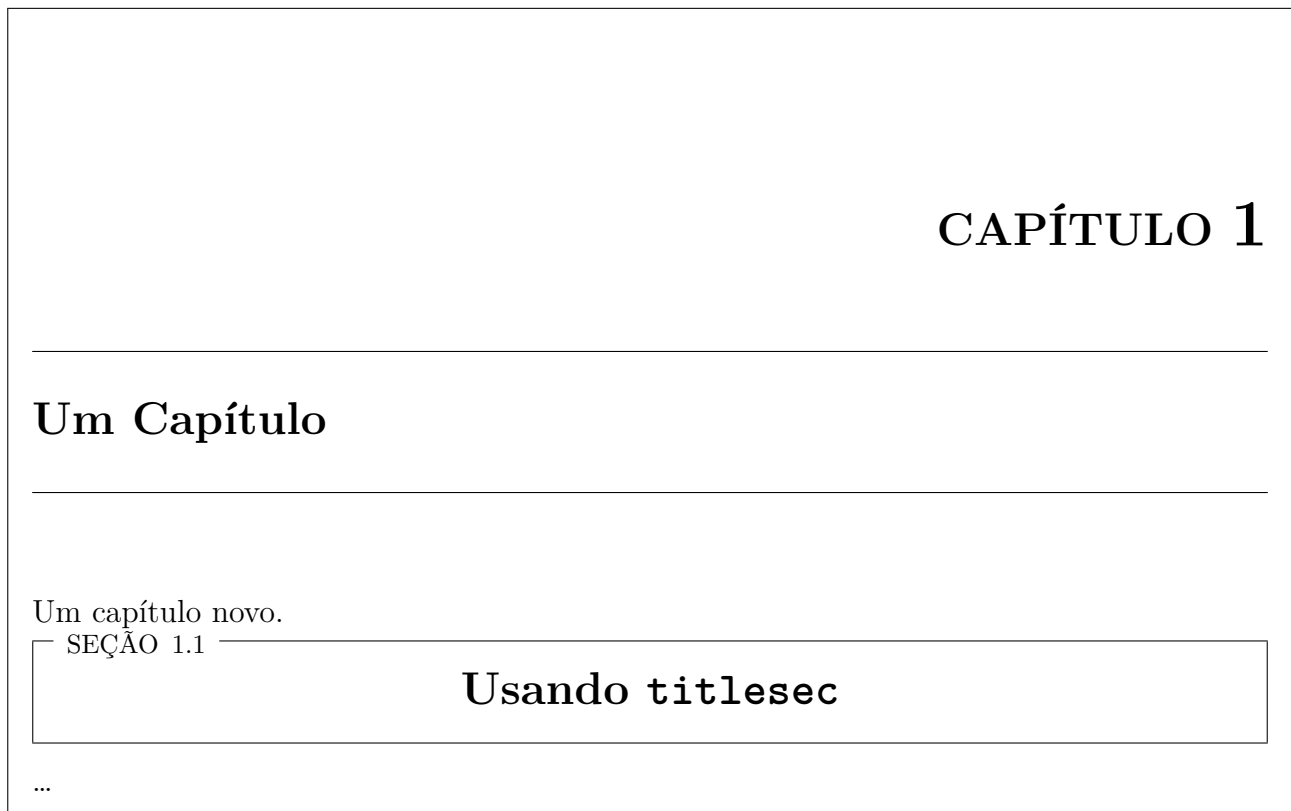 CAPÍTULO 1
Um Capítulo
Um capítulo novo.
SEÇÃO 1.1
Usando titlesec
...